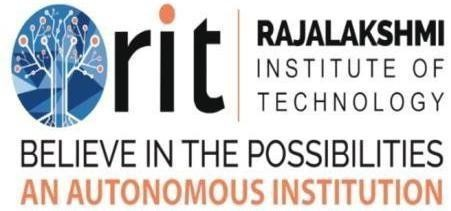 rit
RAJALAKSHMI
INSTITUTE OF
TECHNOLOGY
BELIEVE IN THE POSSIBILITIES
AN AUTONOMOUS INSTITUTION